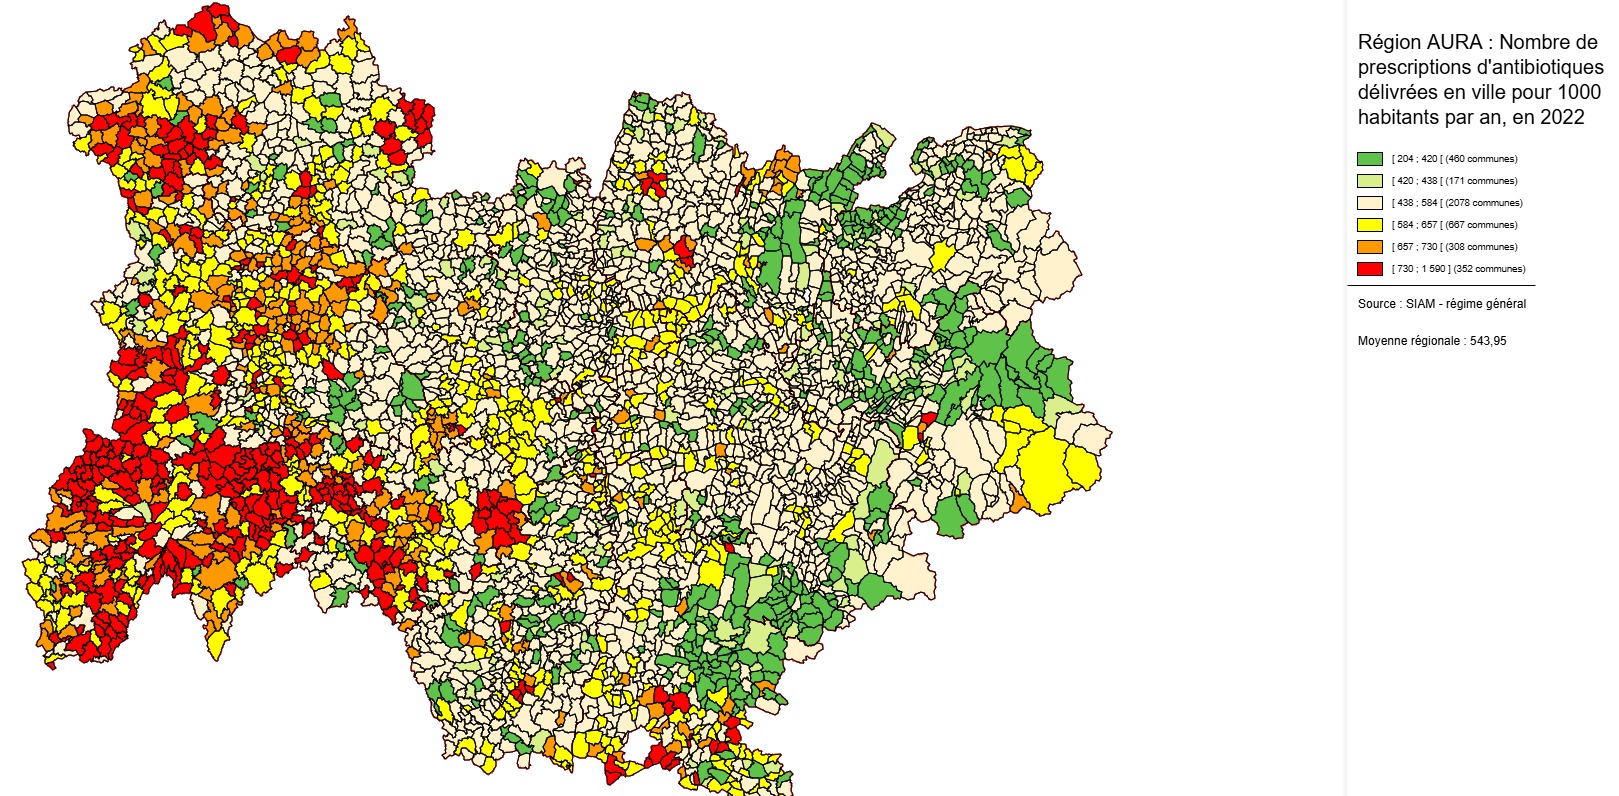 Région AURA : Nombre de
prescriptions d'antibiotiques
délivrées en ville pour 1000
habitants par an, en 2022
[ 204 ; 420 [ (460 communes)
[ 420 ; 438 [ (171 communes)
[ 438 ; 584 [ (2078 communes)
[ 584 ; 657 [ (667 communes)
[ 657 ; 730 [ (308 communes)
[ 730 ; 1 590 ] (352 communes)
Source : SIAM - régime général
Moyenne régionale : 543,95